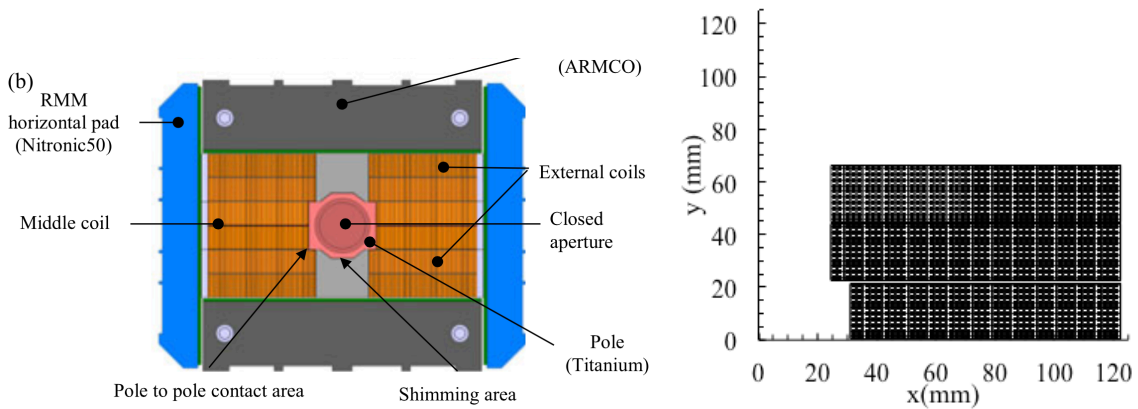 (b)
(ARMCO)
RMM
horizontal pad
(Nitronic50)
External coils
Middle coil
Closed
aperture
Pole
(Titanium)
Pole to pole contact area
Shimming area
120
100
80
60
40
20
0
y (mm)
0
20
40
60
80
100
120
x(mm)